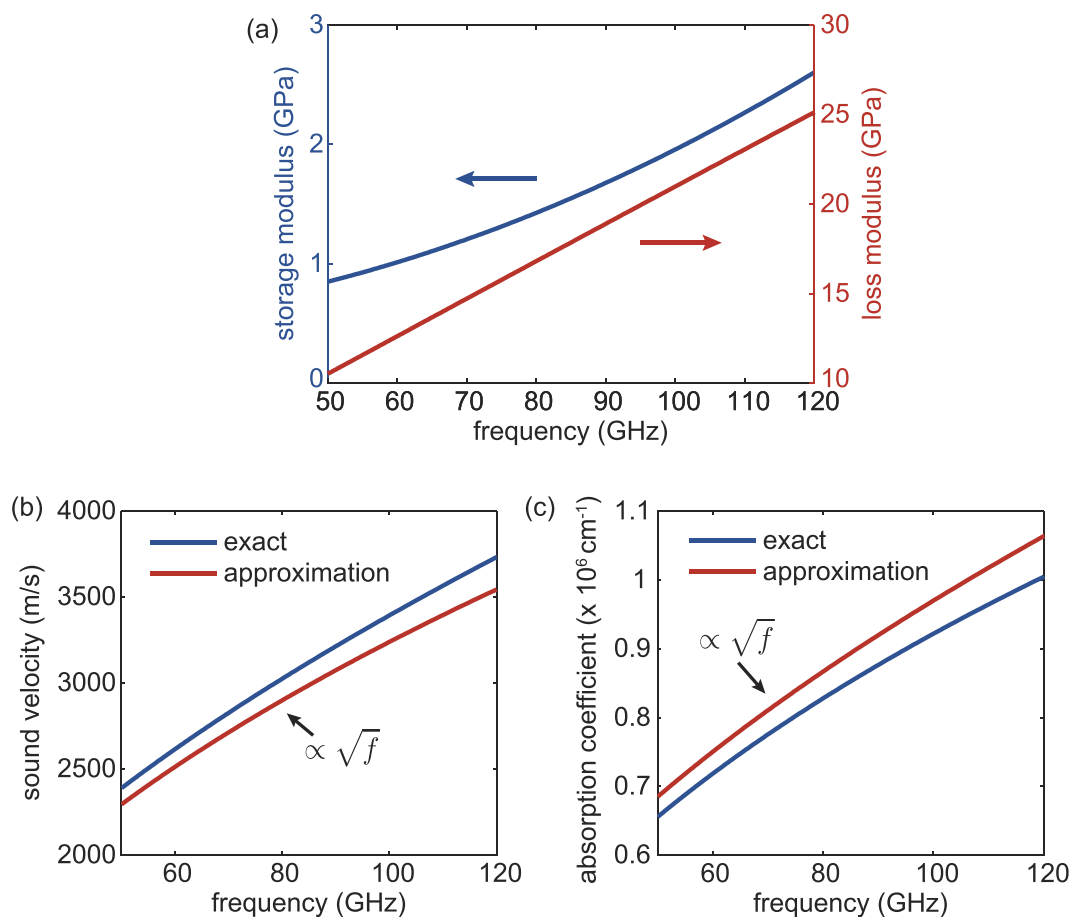 (a)
storage modulus (GPa)
3
2
1
0
30
25
20
15
10
loss modulus (GPa)
50 60 70 80 90 100 110 120
frequency (GHz)
(b)
sound velocity (m/s)
4000
3500
3000
2500
2000
exact
approximation
∝ √f
60 80 100 120
frequency (GHz)
(c)
absorption coefficient (x 10⁶ cm⁻¹)
1.1
1
0.9
0.8
0.7
0.6
exact
approximation
∝ √f
60 80 100 120
frequency (GHz)